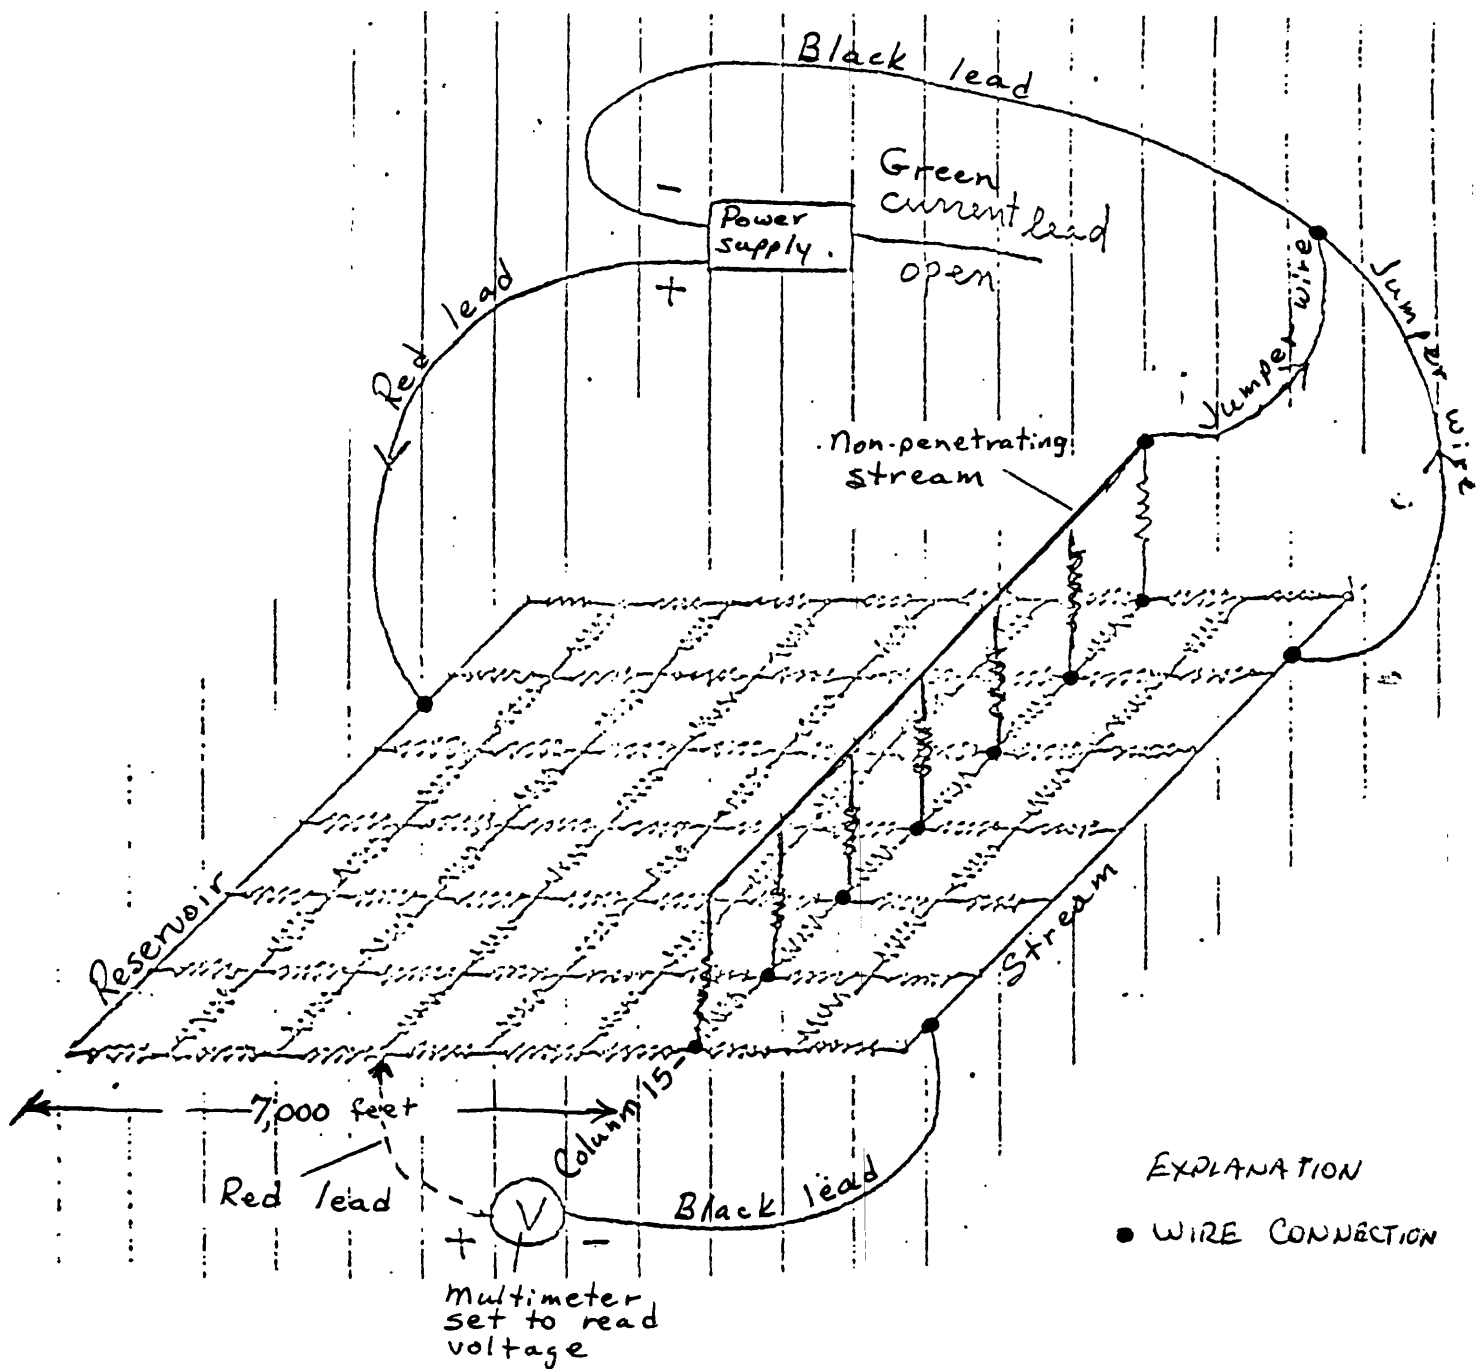 Black lead
-
Green
current lead
Power
supply.
open
+
Red lead
Jumper wire
Jumper wire
Non-penetrating
stream
Reservoir
Stream
7,000 feet
Column 15-
Red lead
V
Black lead
+
-
Multimeter
set to read
voltage
EXPLANATION
● WIRE CONNECTION